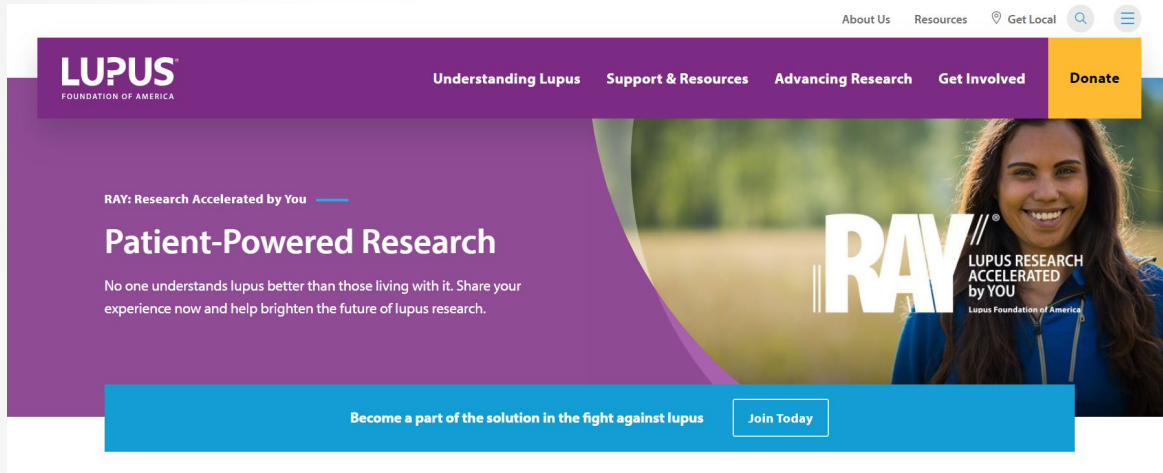 About Us Resources Get Local
LUPUS
FOUNDATION OF AMERICA
Understanding Lupus Support & Resources Advancing Research Get Involved Donate
RAY: Research Accelerated by You
Patient-Powered Research
No one understands lupus better than those living with it. Share your
experience now and help brighten the future of lupus research.
RAY®
LUPUS RESEARCH
ACCELERATED
by YOU
Lupus Foundation of America
Become a part of the solution in the fight against lupus Join Today